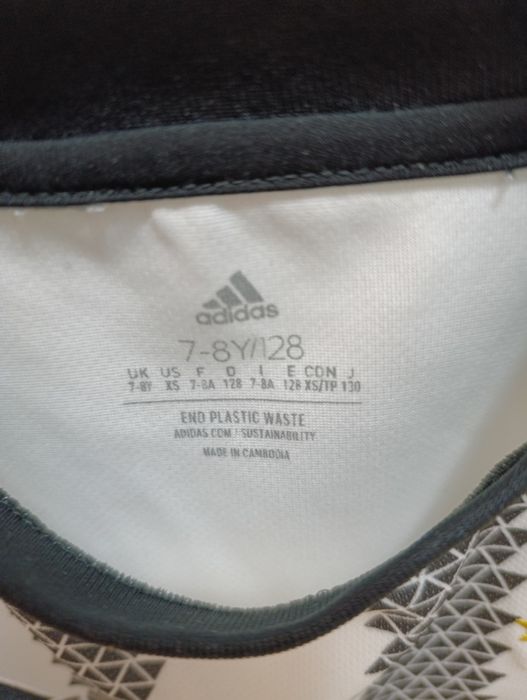 adidas
7-8Y/128
UK US F D I E CDN J
7-8Y XS 7-8A 128 7-8A 128 XS/TP 130
END PLASTIC WASTE
ADIDAS.COM / SUSTAINABILITY
MADE IN CAMBODIA